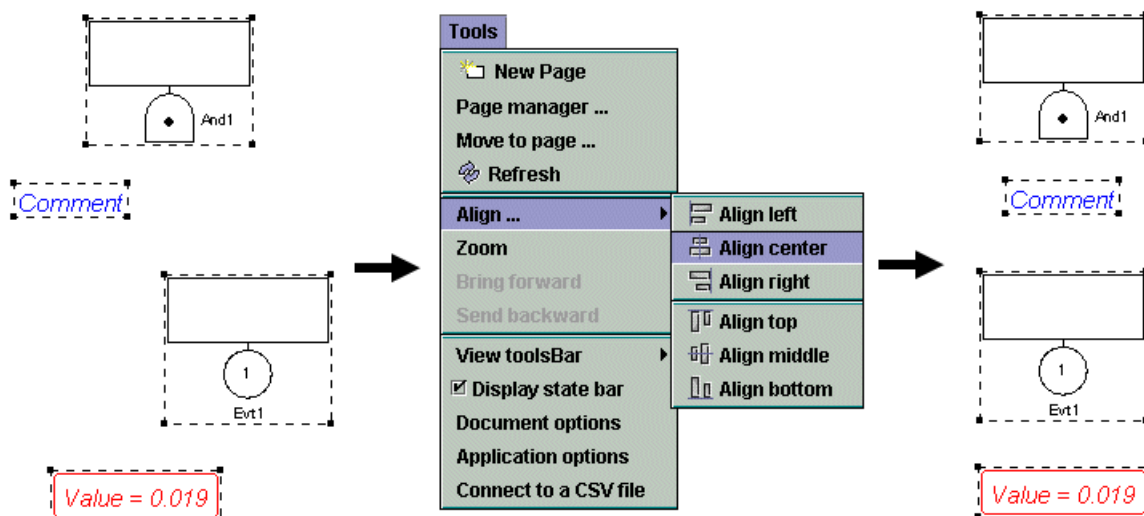 And1
Comment
1
Evt1
Value = 0.019
Tools
New Page
Page manager ...
Move to page ...
Refresh
Align ...
Zoom
Bring forward
Send backward
View toolsBar
Display state bar
Document options
Application options
Connect to a CSV file
Align left
Align center
Align right
Align top
Align middle
Align bottom
And1
Comment
1
Evt1
Value = 0.019